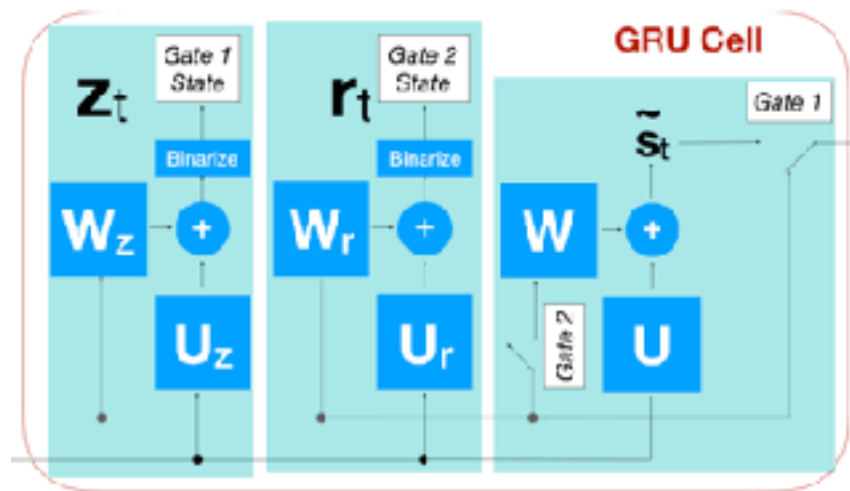 GRU Cell
z_t
Gate 1
State
Binarize
W_z
+
U_z
r_t
Gate 2
State
Binarize
W_r
+
U_r
Gate 1
s̃_t
W
+
Gate 2
U